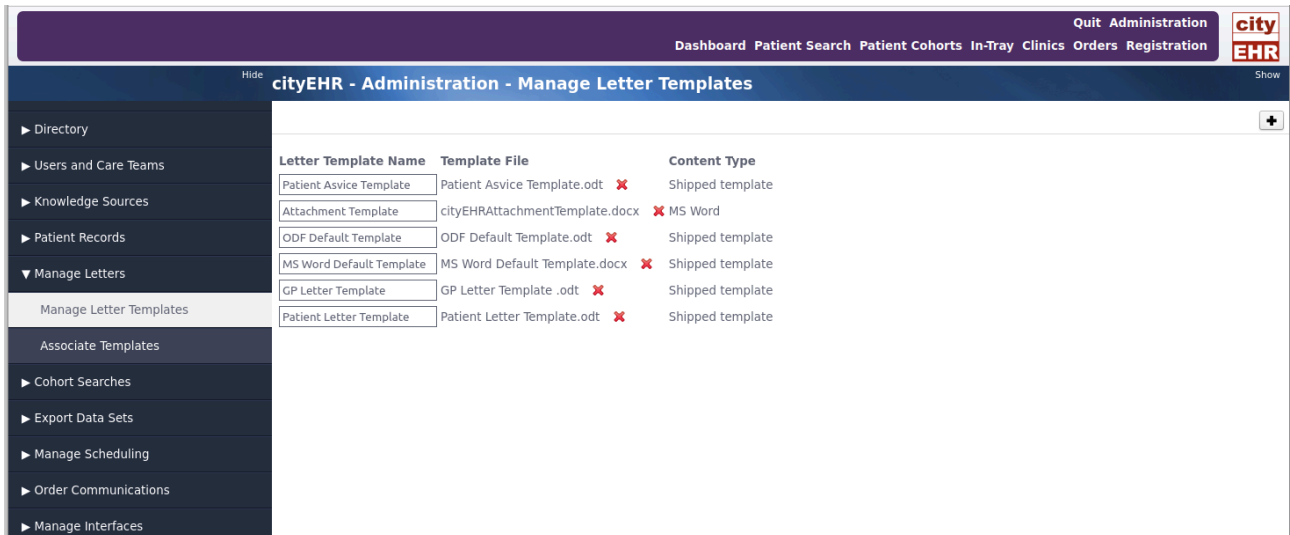 Quit Administration
city
Dashboard Patient Search Patient Cohorts In-Tray Clinics Orders Registration
EHR
Hide
cityEHR - Administration - Manage Letter Templates
Show
▶ Directory
▶ Users and Care Teams
▶ Knowledge Sources
▶ Patient Records
▼ Manage Letters
Manage Letter Templates
Associate Templates
▶ Cohort Searches
▶ Export Data Sets
▶ Manage Scheduling
▶ Order Communications
▶ Manage Interfaces
Letter Template Name Template File Content Type
Patient Asvice Template Patient Asvice Template.odt Shipped template
Attachment Template cityEHRAttachmentTemplate.docx MS Word
ODF Default Template ODF Default Template.odt Shipped template
MS Word Default Template MS Word Default Template.docx Shipped template
GP Letter Template GP Letter Template .odt Shipped template
Patient Letter Template Patient Letter Template.odt Shipped template